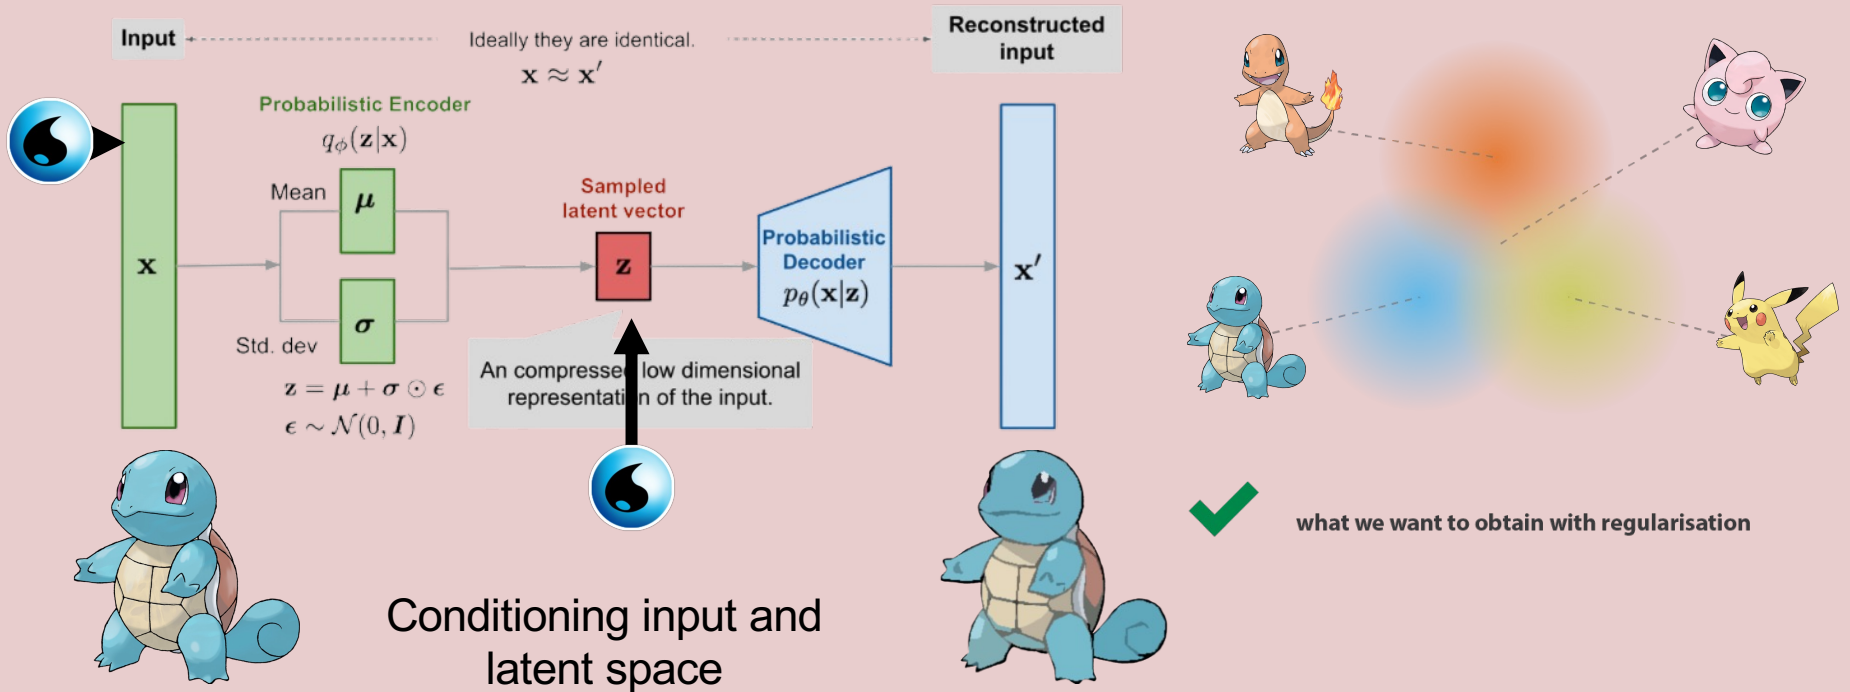 Input
Ideally they are identical.
x ≈ x′
Reconstructed
input
Probabilistic Encoder
qϕ(z|x)
Mean
μ
x
Std. dev
σ
z = μ + σ ⊙ ϵ
ϵ ∼ 𝒩(0, I)
Sampled
latent vector
z
An compressed low dimensional
representation of the input.
Probabilistic
Decoder
pθ(x|z)
x′
Conditioning input and
latent space
what we want to obtain with regularisation